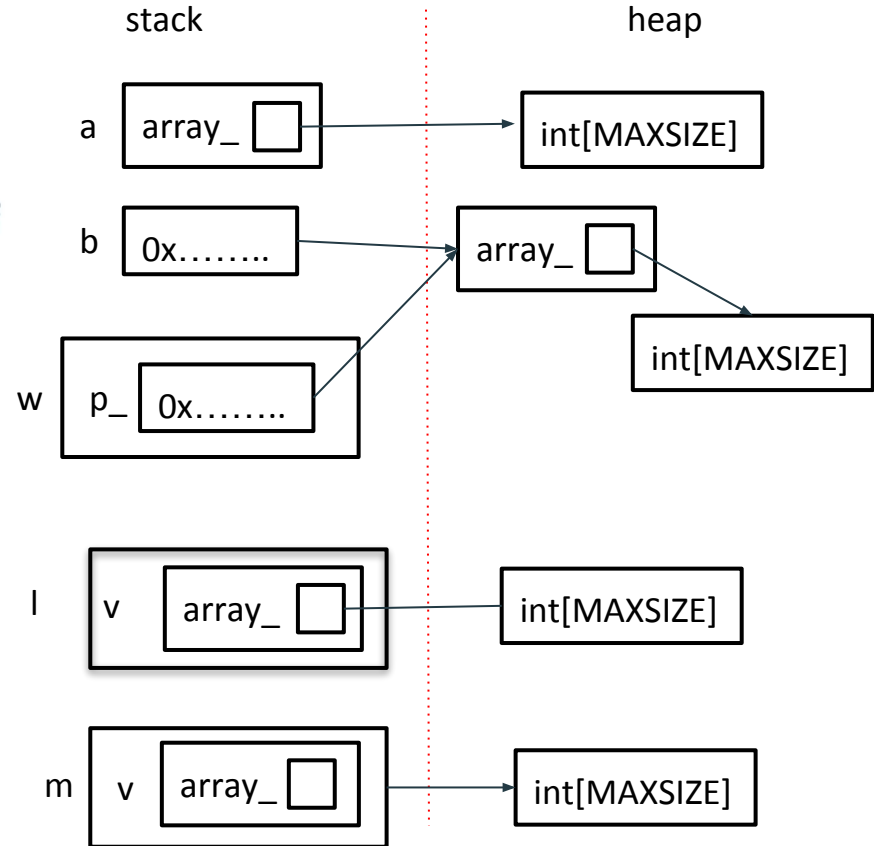 stack heap
a array_ int[MAXSIZE]
b 0x........ array_
int[MAXSIZE]
w p_ 0x........
l v array_ int[MAXSIZE]
m v array_ int[MAXSIZE]